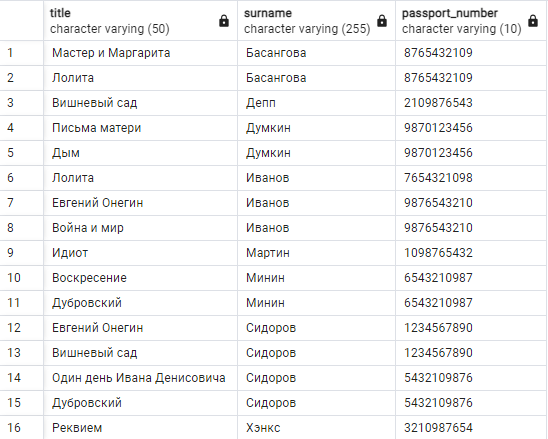 title surname passport_number
character varying (50) character varying (255) character varying (10)
1 Мастер и Маргарита Басангова 8765432109
2 Лолита Басангова 8765432109
3 Вишневый сад Депп 2109876543
4 Письма матери Думкин 9870123456
5 Дым Думкин 9870123456
6 Лолита Иванов 7654321098
7 Евгений Онегин Иванов 9876543210
8 Война и мир Иванов 9876543210
9 Идиот Мартин 1098765432
10 Воскресение Минин 6543210987
11 Дубровский Минин 6543210987
12 Евгений Онегин Сидоров 1234567890
13 Вишневый сад Сидоров 1234567890
14 Один день Ивана Денисовича Сидоров 5432109876
15 Дубровский Сидоров 5432109876
16 Реквием Хэнкс 3210987654